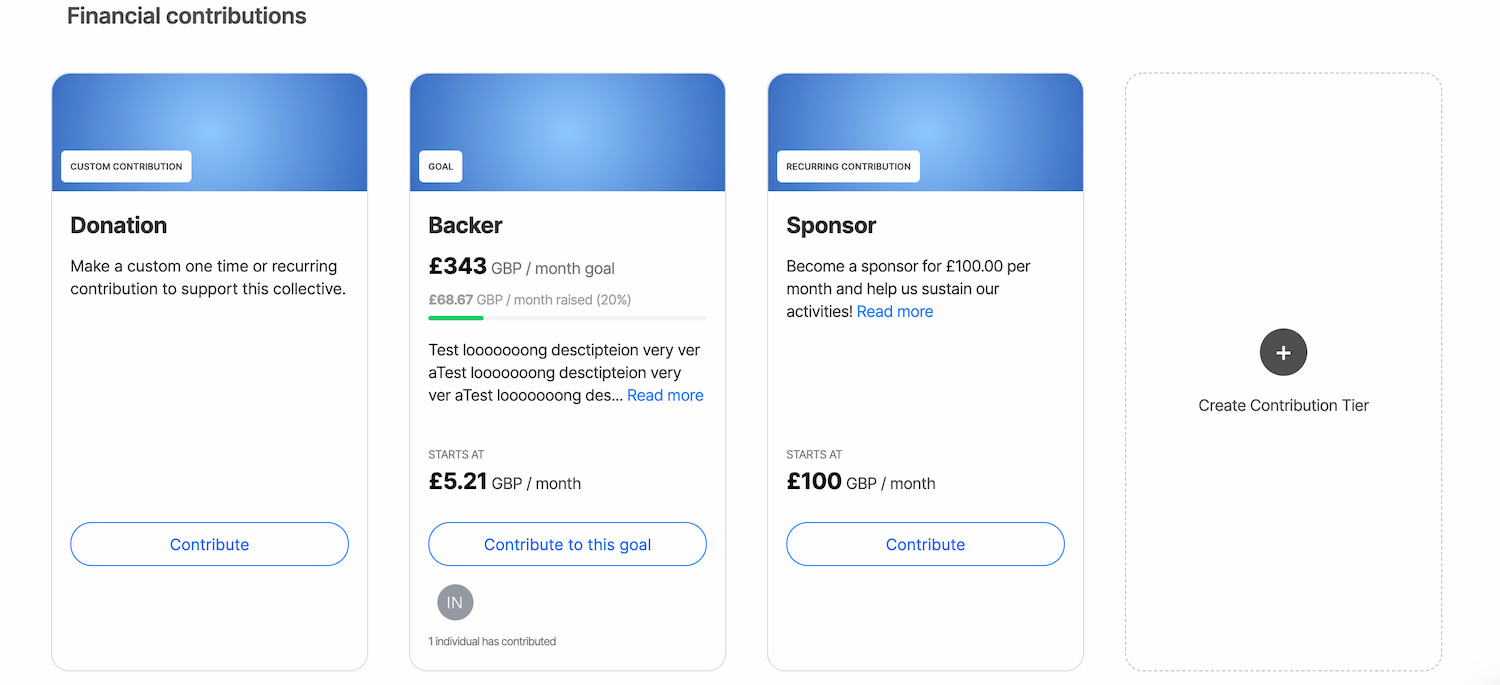 Financial contributions
CUSTOM CONTRIBUTION
Donation
Make a custom one time or recurring
contribution to support this collective.
Contribute
GOAL
Backer
£343 GBP / month goal
£68.67 GBP / month raised (20%)
Test looooooong desctipteion very ver
aTest looooooong desctipteion very
ver aTest looooooong des... Read more
STARTS AT
£5.21 GBP / month
Contribute to this goal
IN
1 individual has contributed
RECURRING CONTRIBUTION
Sponsor
Become a sponsor for £100.00 per
month and help us sustain our
activities! Read more
STARTS AT
£100 GBP / month
Contribute
+
Create Contribution Tier